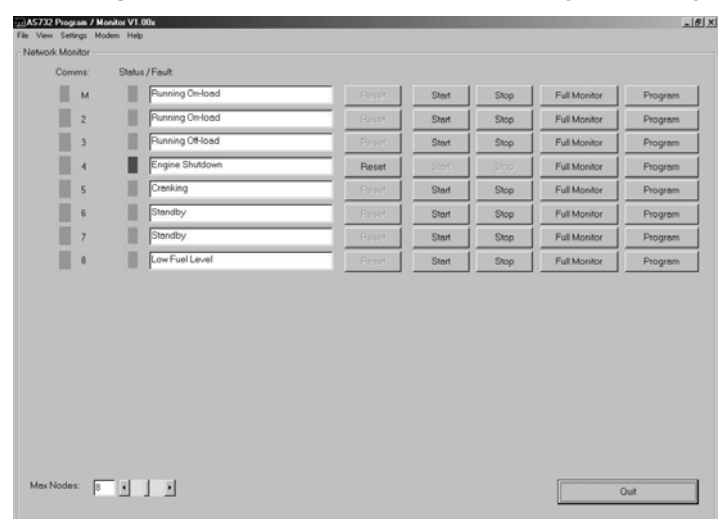 AS732 Program / Monitor V1.00x
File View Settings Modem Help
Network Monitor
Comms: Status / Fault:
M Running On-load Reset Start Stop Full Monitor Program
2 Running On-load Reset Start Stop Full Monitor Program
3 Running Off-load Reset Start Stop Full Monitor Program
4 Engine Shutdown Reset Start Stop Full Monitor Program
5 Cranking Reset Start Stop Full Monitor Program
6 Standby Reset Start Stop Full Monitor Program
7 Standby Reset Start Stop Full Monitor Program
8 Low Fuel Level Reset Start Stop Full Monitor Program
Max Nodes: 8 Quit